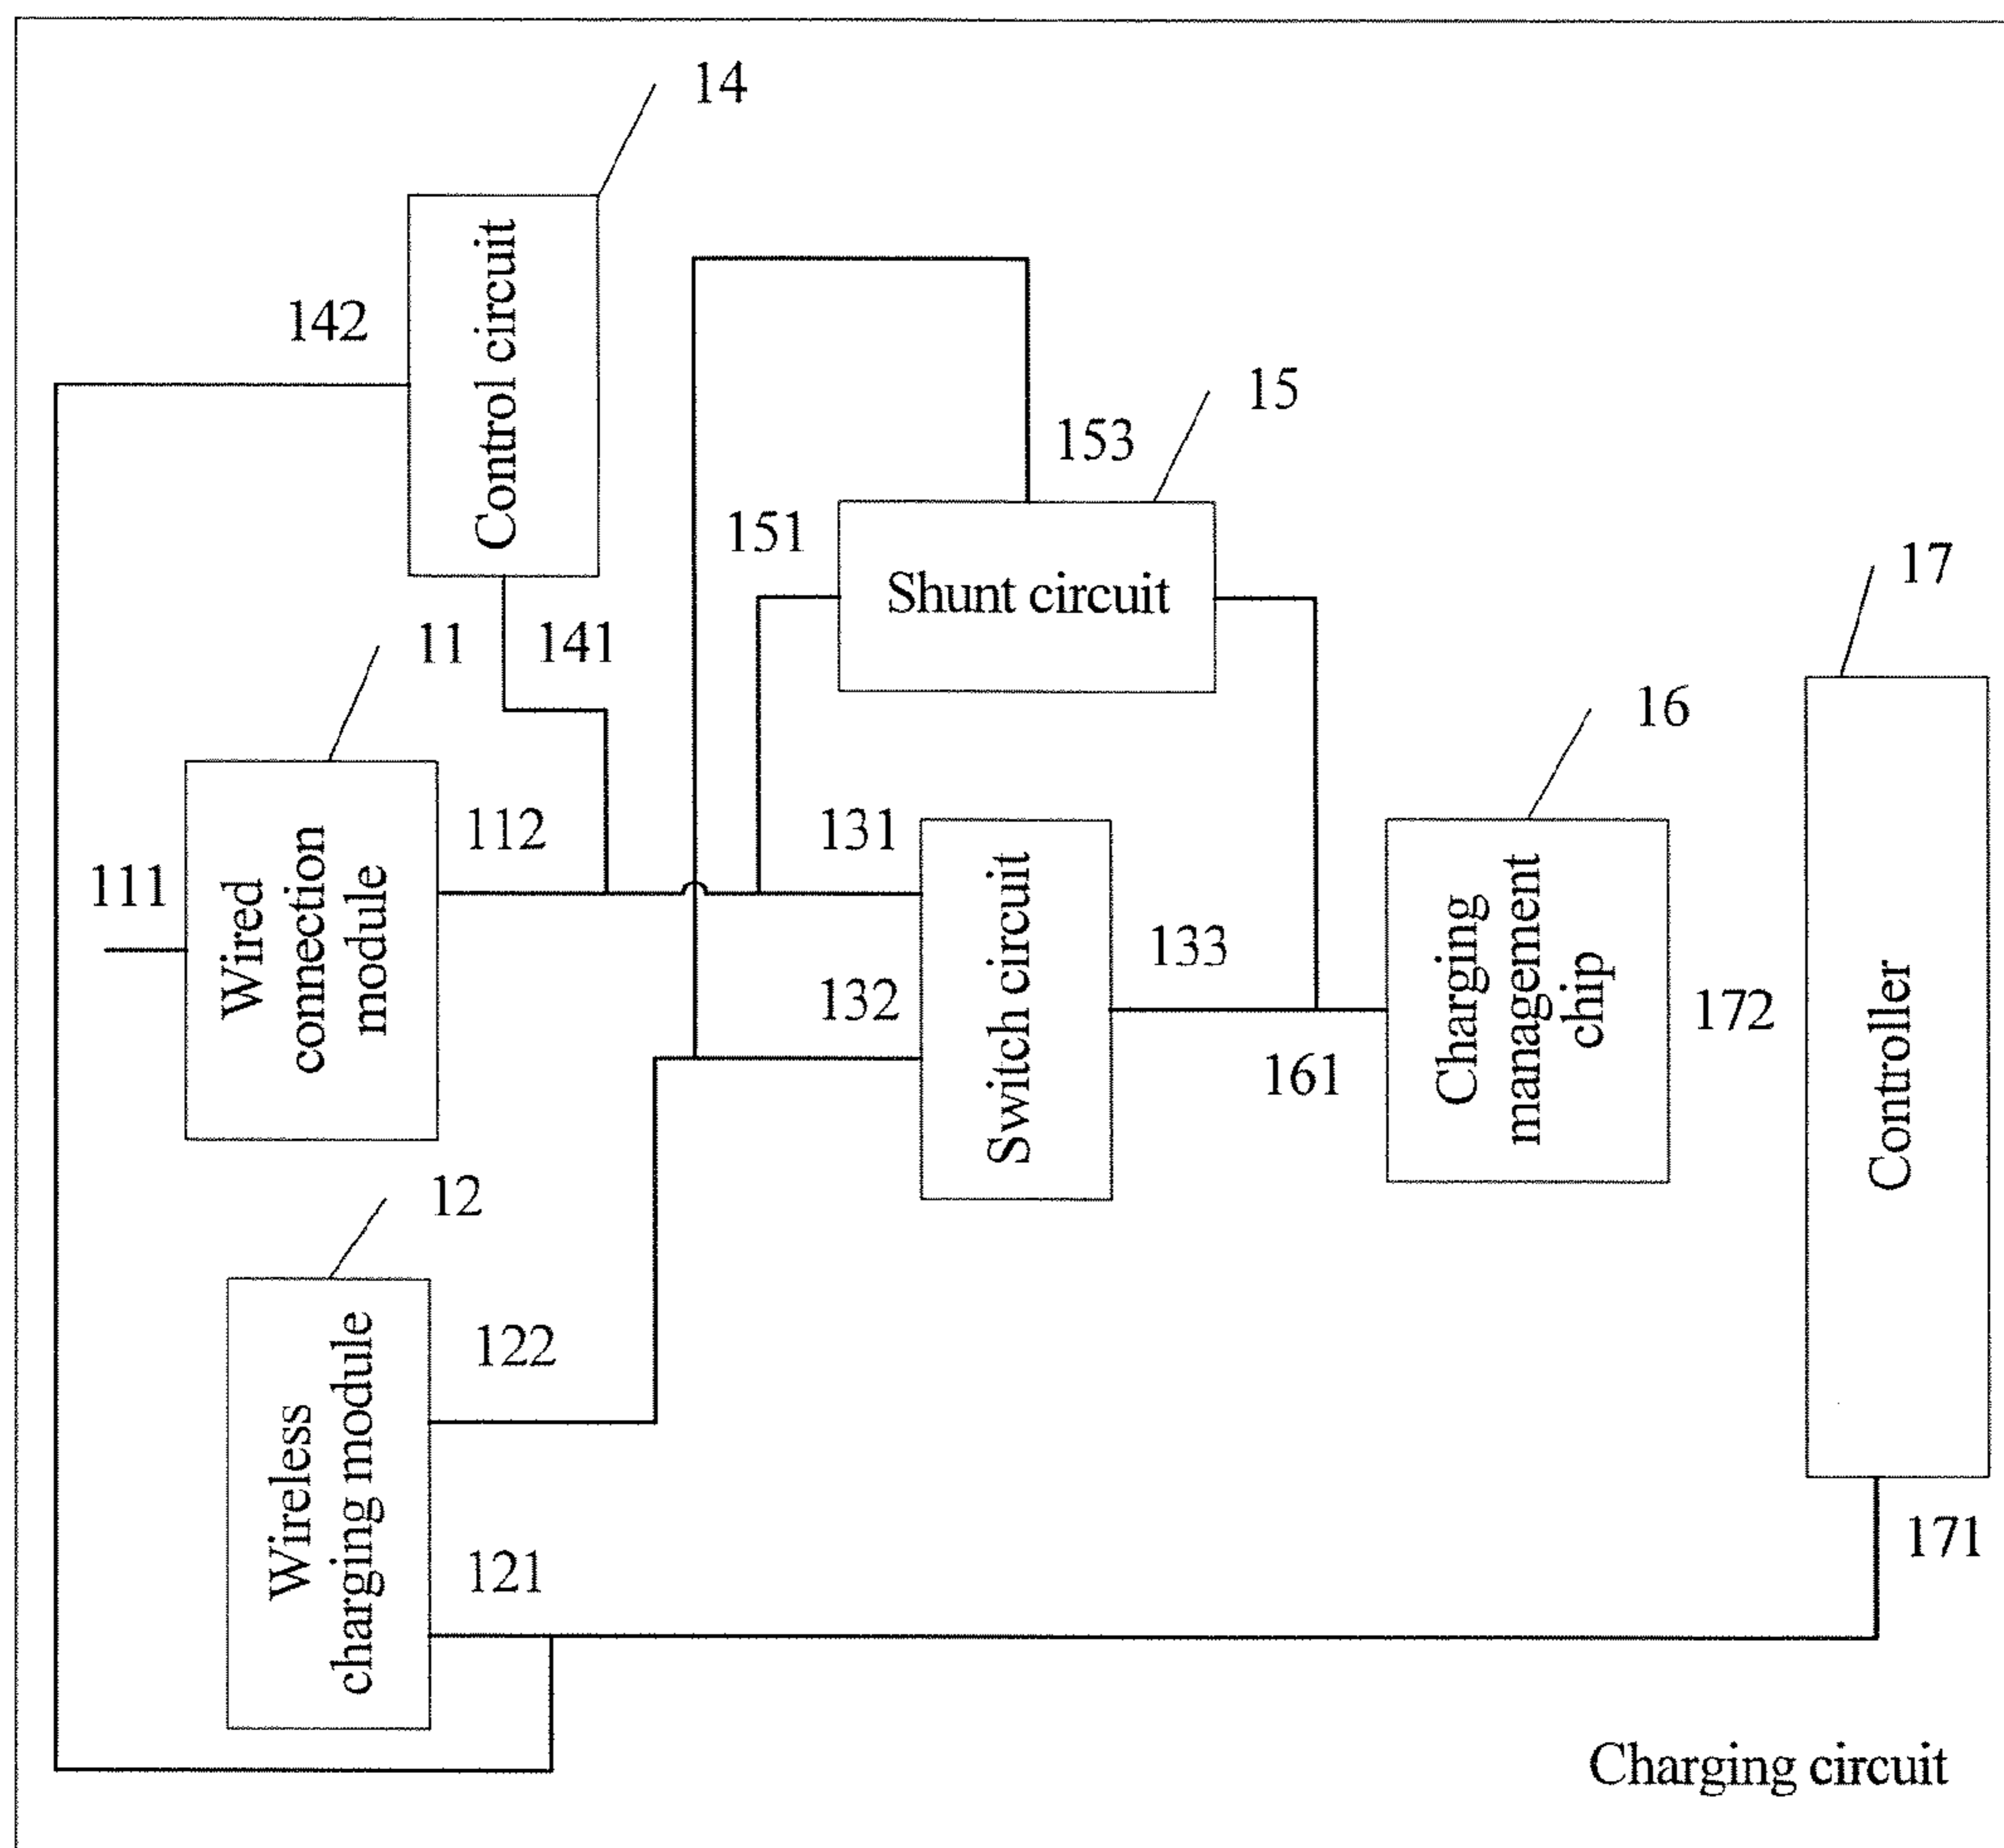 14
Control circuit
142
15
153
151
Shunt circuit
17
11
141
16
112
131
111
Wired
connection
module
Switch circuit
133
Charging
management
chip
132
172
161
Controller
12
122
Wireless
charging module
121
171
Charging circuit